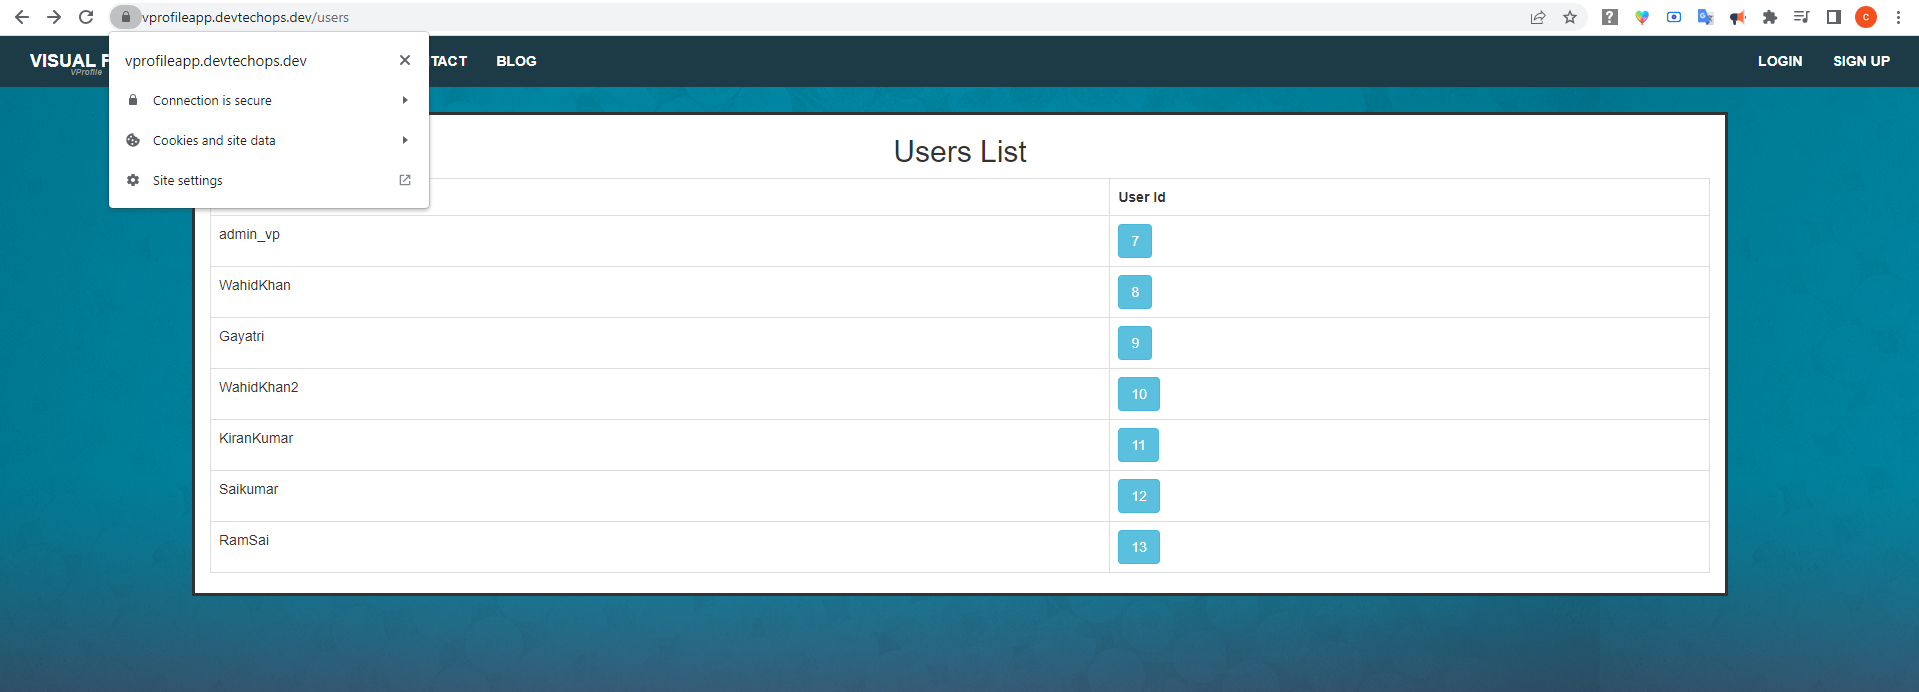 vprofileapp.devtechops.dev/users
C
VISUAL
VProfile
TACT
BLOG
LOGIN
SIGN UP
vprofileapp.devtechops.dev
Connection is secure
Cookies and site data
Site settings
Users List
User Id
admin_vp 7
WahidKhan 8
Gayatri 9
WahidKhan2 10
KiranKumar 11
Saikumar 12
RamSai 13